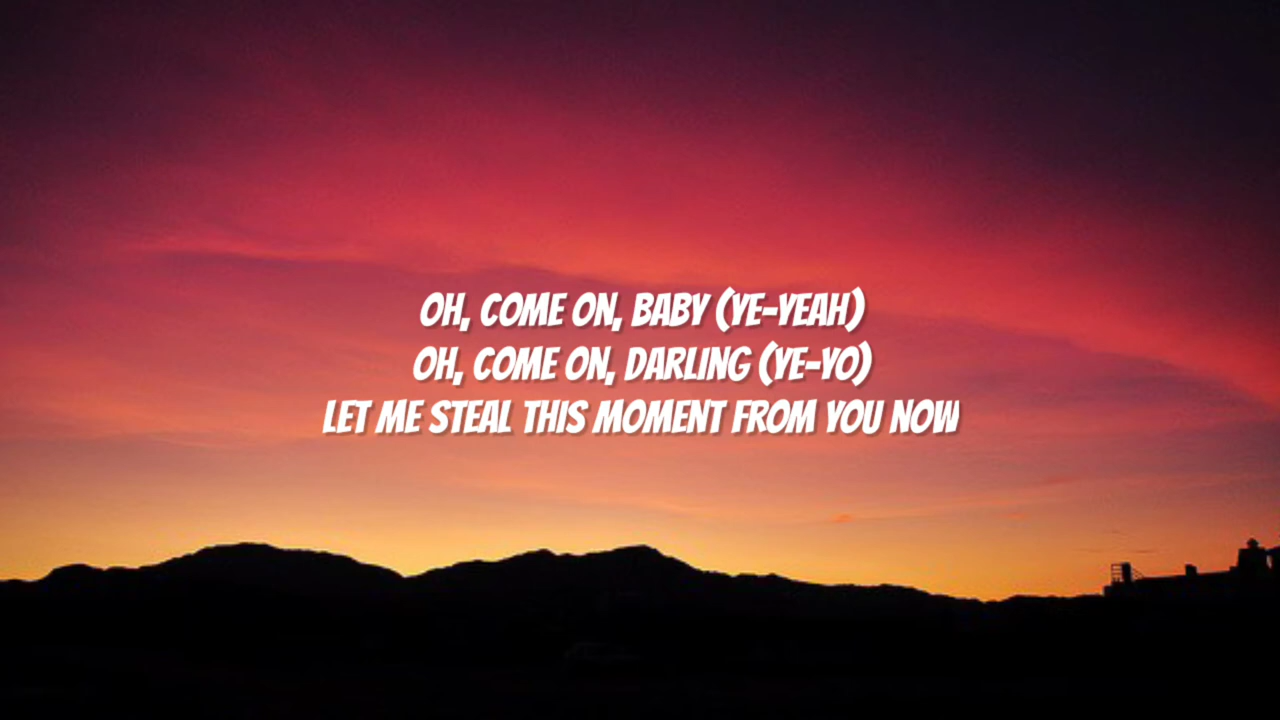 OH, COME ON, BABY (YE-YEAH)
OH, COME ON, DARLING (YE-YO)
LET ME STEAL THIS MOMENT FROM YOU NOW